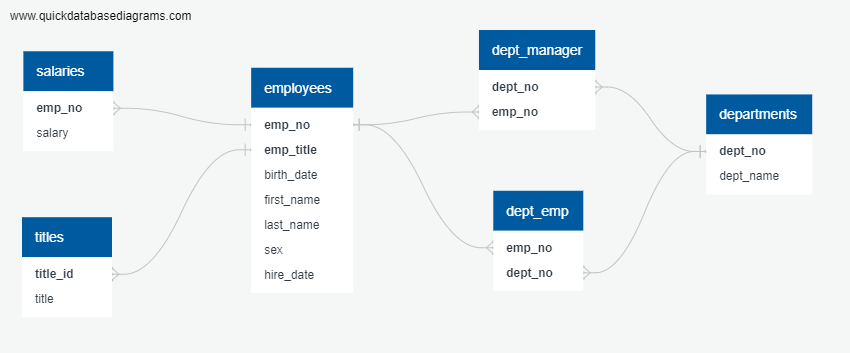 www.quickdatabasediagrams.com
salaries
emp_no
salary
titles
title_id
title
employees
emp_no
emp_title
birth_date
first_name
last_name
sex
hire_date
dept_manager
dept_no
emp_no
dept_emp
emp_no
dept_no
departments
dept_no
dept_name